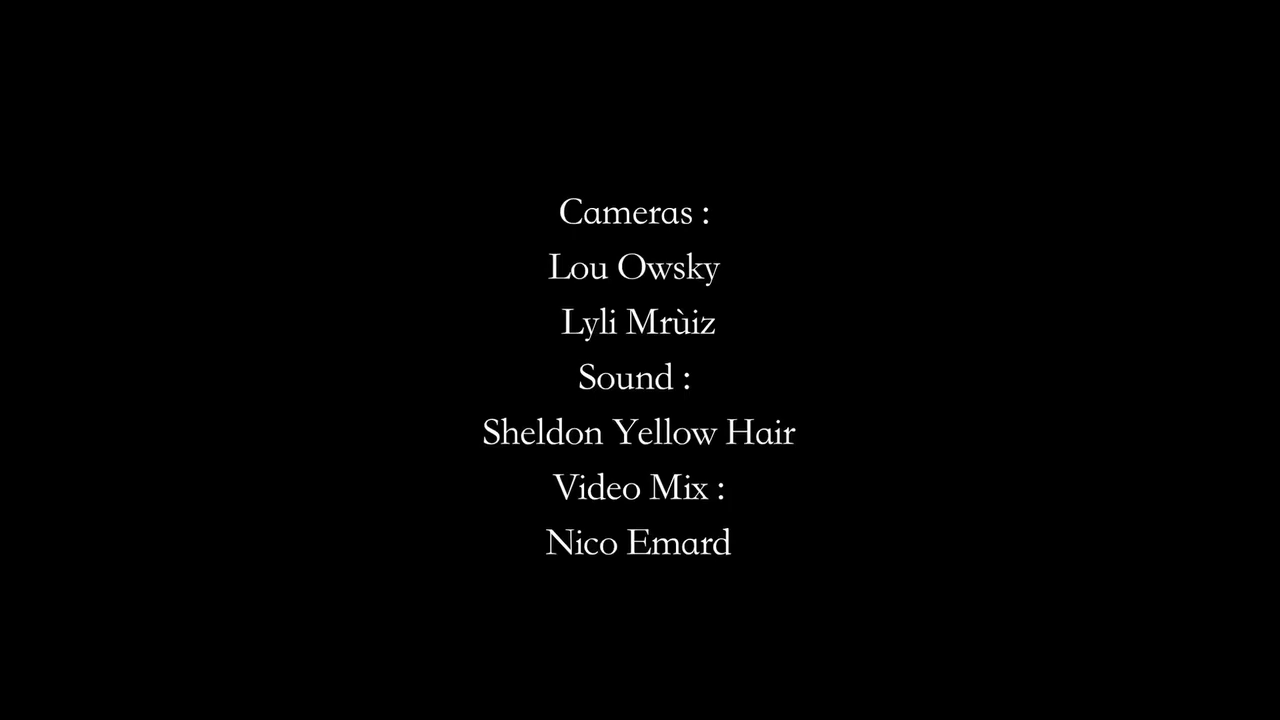 Cameras :
Lou Owsky
Lyli Mrùiz
Sound :
Sheldon Yellow Hair
Video Mix :
Nico Emard